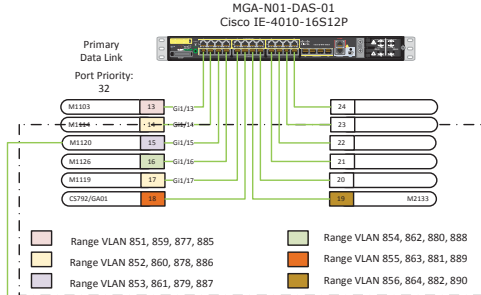 MGA-N01-DAS-01
Cisco IE-4010-16S12P
Primary
Data Link
Port Priority:
32
M1103 13 Gi1/13 24
M1114 14 Gi1/14 23
M1120 15 Gi1/15 22
M1126 16 Gi1/16 21
M1119 17 Gi1/17 20
CS792/GA01 18 19 M2133
Range VLAN 851, 859, 877, 885 Range VLAN 854, 862, 880, 888
Range VLAN 852, 860, 878, 886 Range VLAN 855, 863, 881, 889
Range VLAN 853, 861, 879, 887 Range VLAN 856, 864, 882, 890